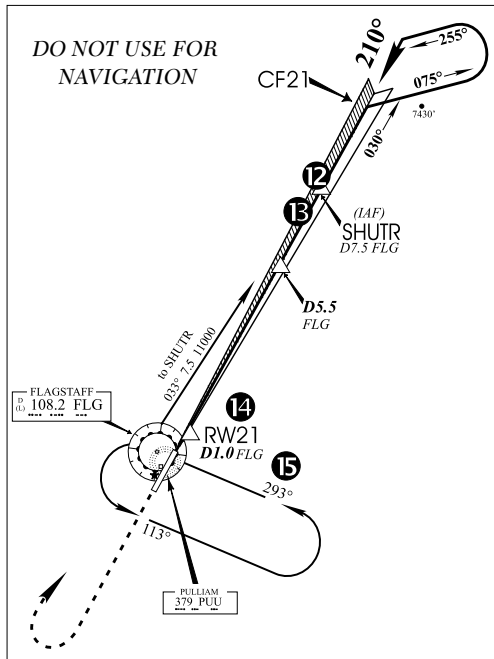 DO NOT USE FOR
NAVIGATION
210°
255°
075°
CF21
7430'
030°
12
(IAF)
13
SHUTR
D7.5 FLG
D5.5
FLG
to SHUTR
033° 7.5 11000
FLAGSTAFF
D
(L) 108.2 FLG
14
RW21
D1.0 FLG
15
293°
113°
PULLIAM
379 PUU